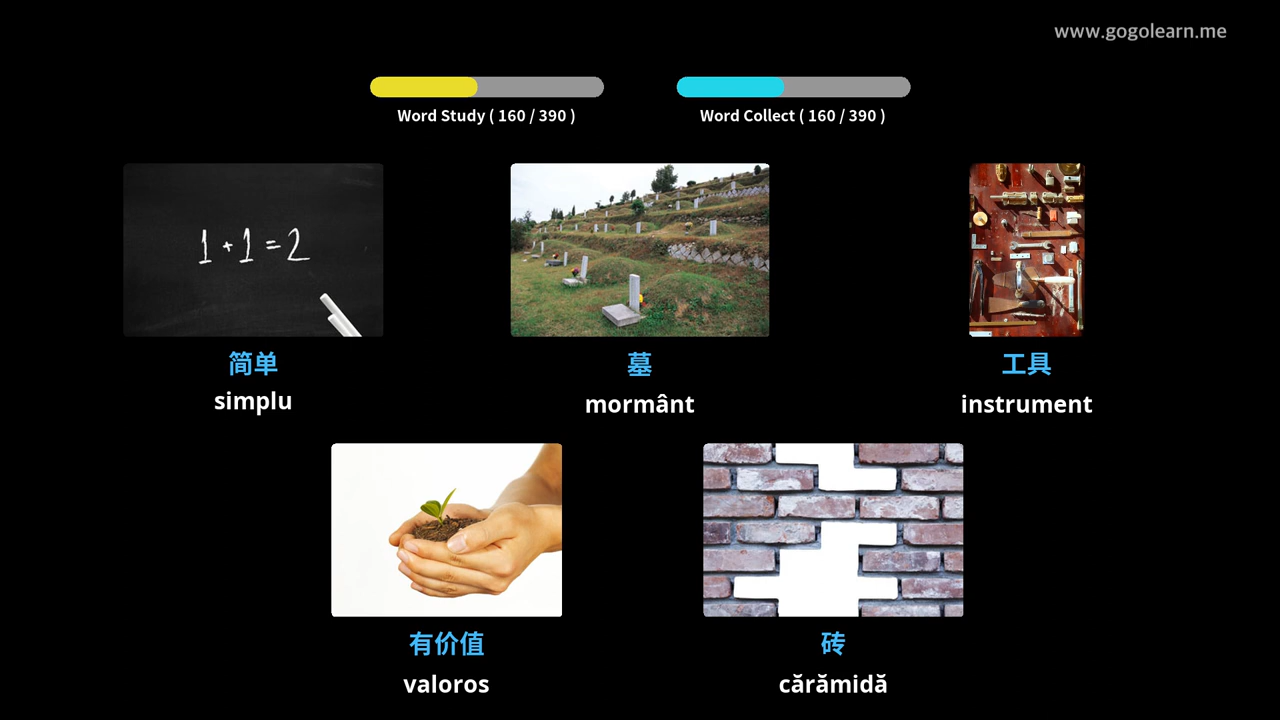 www.gogolearn.me
Word Study ( 160 / 390 )
Word Collect ( 160 / 390 )
1 + 1 = 2
简单
simplu
墓
mormânt
工具
instrument
有价值
valoros
砖
cărămidă